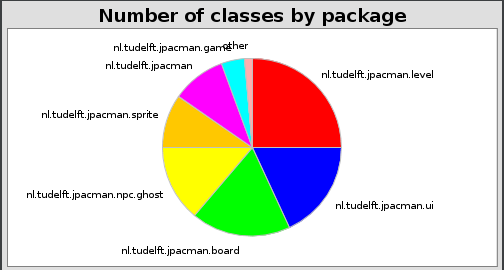 Number of classes by package
nl.tudelft.jpacman.game
other
nl.tudelft.jpacman
nl.tudelft.jpacman.level
nl.tudelft.jpacman.sprite
nl.tudelft.jpacman.npc.ghost
nl.tudelft.jpacman.ui
nl.tudelft.jpacman.board